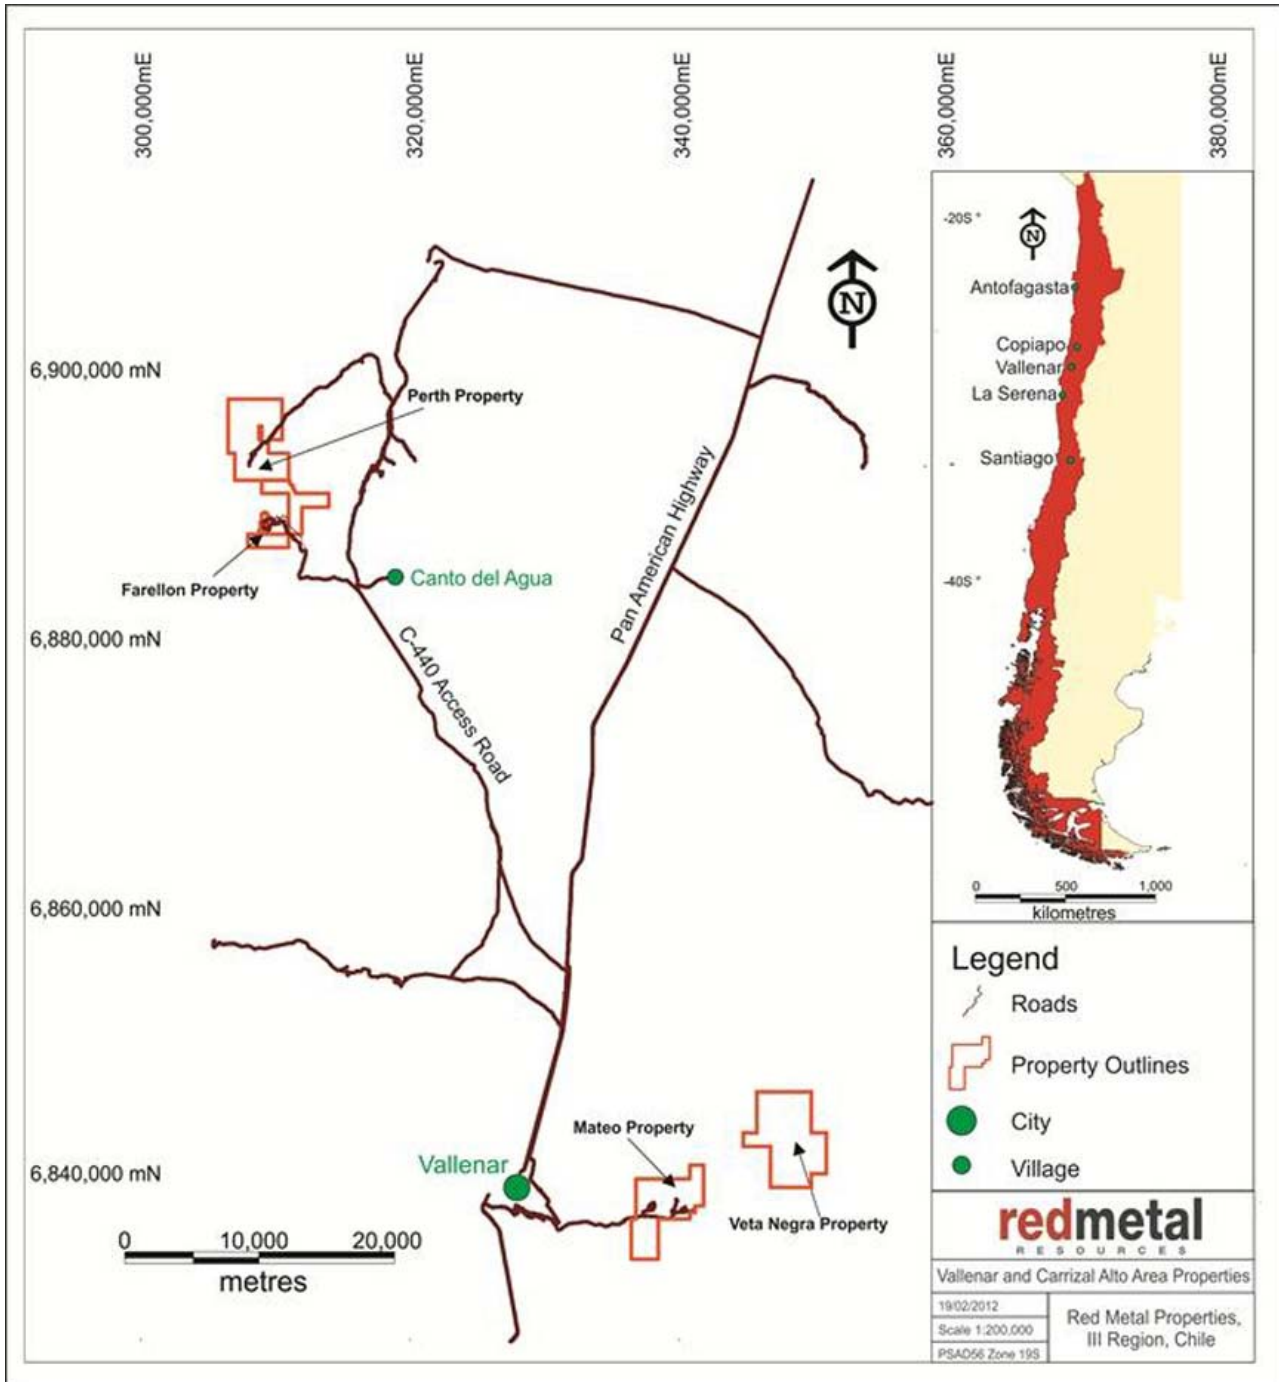 300,000mE
320,000mE
340,000mE
360,000mE
380,000mE
-20S °
N
Antofagasta
Copiapo
Vallenar
La Serena
Santiago
-40S °
0 500 1,000
kilometres
N
6,900,000 mN
Perth Property
Pan American Highway
Canto del Agua
Farellon Property
6,880,000 mN
C-440 Access Road
6,860,000 mN
Mateo Property
Vallenar
6,840,000 mN
Veta Negra Property
0 10,000 20,000
metres
Legend
Roads
Property Outlines
City
Village
redmetal
RESOURCES
Vallenar and Carrizal Alto Area Properties
19/02/2012
Scale 1:200,000
PSAD56 Zone 19S
Red Metal Properties,
III Region, Chile